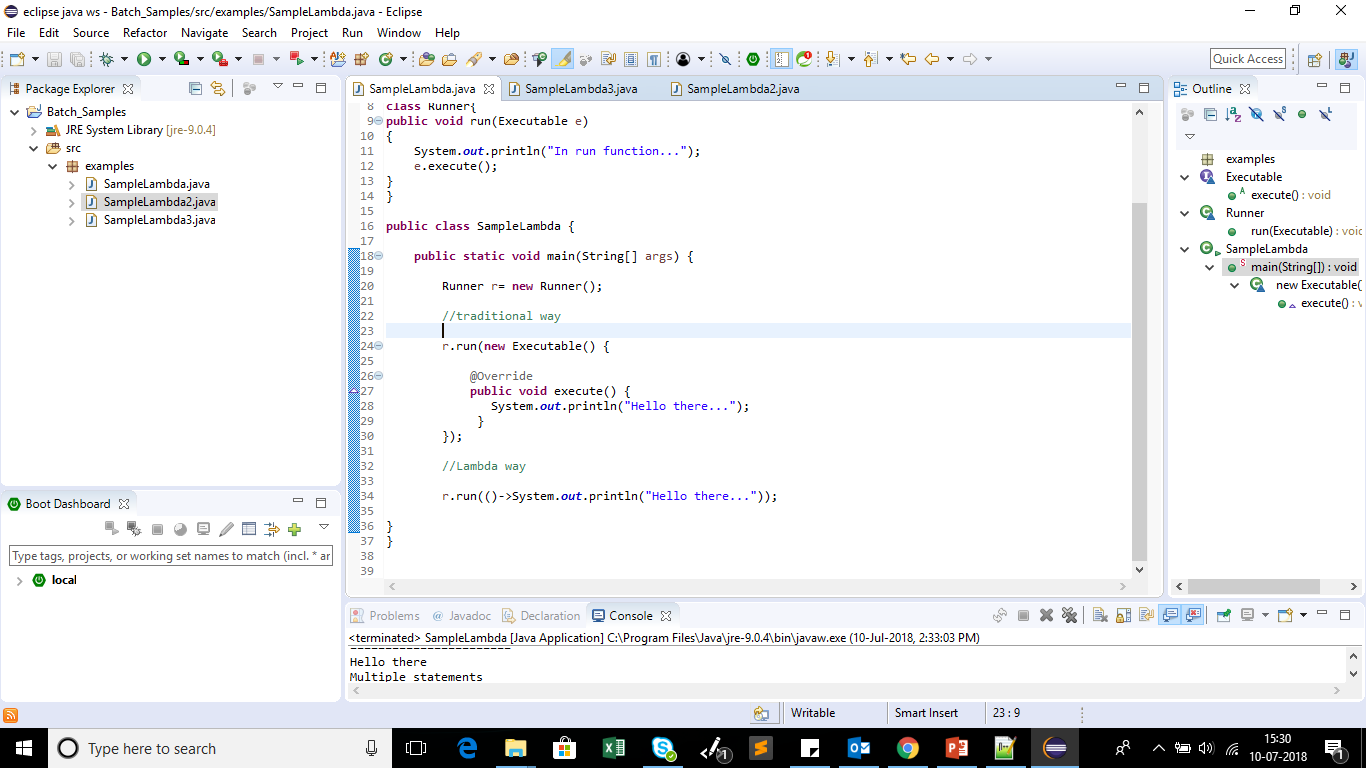 eclipse java ws - Batch_Samples/src/examples/SampleLambda.java - Eclipse
File Edit Source Refactor Navigate Search Project Run Window Help
Quick Access
Package Explorer
Batch_Samples
JRE System Library [jre-9.0.4]
src
examples
SampleLambda.java
SampleLambda2.java
SampleLambda3.java
Boot Dashboard
Type tags, projects, or working set names to match (incl. * ar
local
SampleLambda.java SampleLambda3.java SampleLambda2.java
8 class Runner{
9 public void run(Executable e)
10 {
11 System.out.println("In run function...");
12 e.execute();
13 }
14 }
15
16 public class SampleLambda {
17
18 public static void main(String[] args) {
19
20 Runner r= new Runner();
21
22 //traditional way
23
24 r.run(new Executable() {
25
26 @Override
27 public void execute() {
28 System.out.println("Hello there...");
29 }
30 });
31
32 //Lambda way
33
34 r.run(()->System.out.println("Hello there..."));
35
36 }
37 }
38
39
Outline
examples
Executable
execute() : void
Runner
run(Executable) : voic
SampleLambda
main(String[]) : void
new Executable(
execute() : v
Problems @ Javadoc Declaration Console
<terminated> SampleLambda [Java Application] C:\Program Files\Java\jre-9.0.4\bin\javaw.exe (10-Jul-2018, 2:33:03 PM)
-----------------------
Hello there
Multiple statements
Writable Smart Insert 23 : 9
Type here to search
15:30
10-07-2018